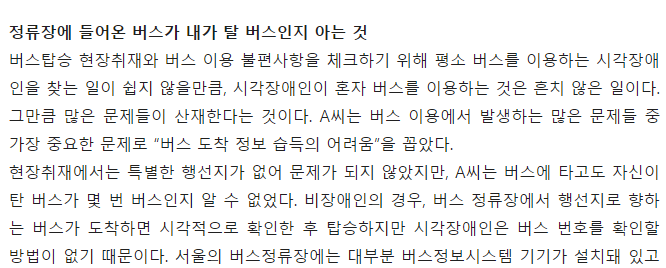 정류장에 들어온 버스가 내가 탈 버스인지 아는 것
버스탑승 현장취재와 버스 이용 불편사항을 체크하기 위해 평소 버스를 이용하는 시각장애
인을 찾는 일이 쉽지 않을만큼, 시각장애인이 혼자 버스를 이용하는 것은 흔치 않은 일이다.
그만큼 많은 문제들이 산재한다는 것이다. A씨는 버스 이용에서 발생하는 많은 문제들 중
가장 중요한 문제로 “버스 도착 정보 습득의 어려움”을 꼽았다.
현장취재에서는 특별한 행선지가 없어 문제가 되지 않았지만, A씨는 버스에 타고도 자신이
탄 버스가 몇 번 버스인지 알 수 없었다. 비장애인의 경우, 버스 정류장에서 행선지로 향하
는 버스가 도착하면 시각적으로 확인한 후 탑승하지만 시각장애인은 버스 번호를 확인할
방법이 없기 때문이다. 서울의 버스정류장에는 대부분 버스정보시스템 기기가 설치돼 있고